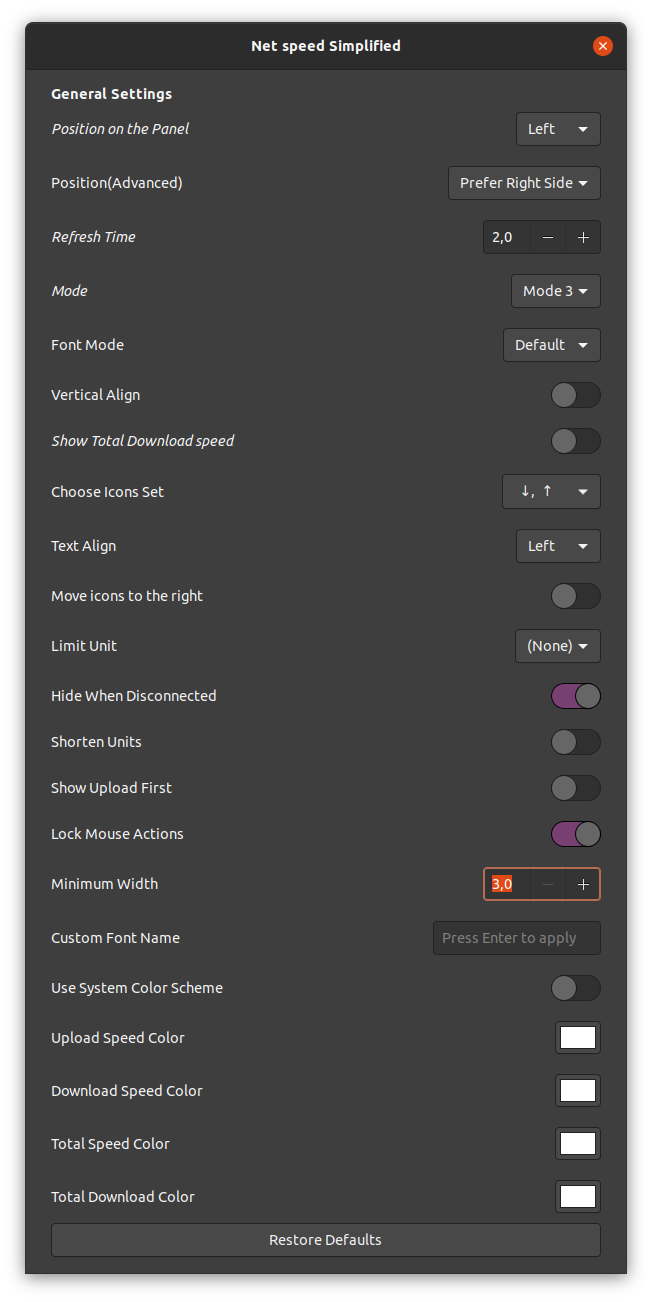 Net speed Simplified
General Settings
Position on the Panel Left
Position(Advanced) Prefer Right Side
Refresh Time 2,0 − +
Mode Mode 3
Font Mode Default
Vertical Align
Show Total Download speed
Choose Icons Set ↓, ↑
Text Align Left
Move icons to the right
Limit Unit (None)
Hide When Disconnected
Shorten Units
Show Upload First
Lock Mouse Actions
Minimum Width 3,0 − +
Custom Font Name Press Enter to apply
Use System Color Scheme
Upload Speed Color
Download Speed Color
Total Speed Color
Total Download Color
Restore Defaults